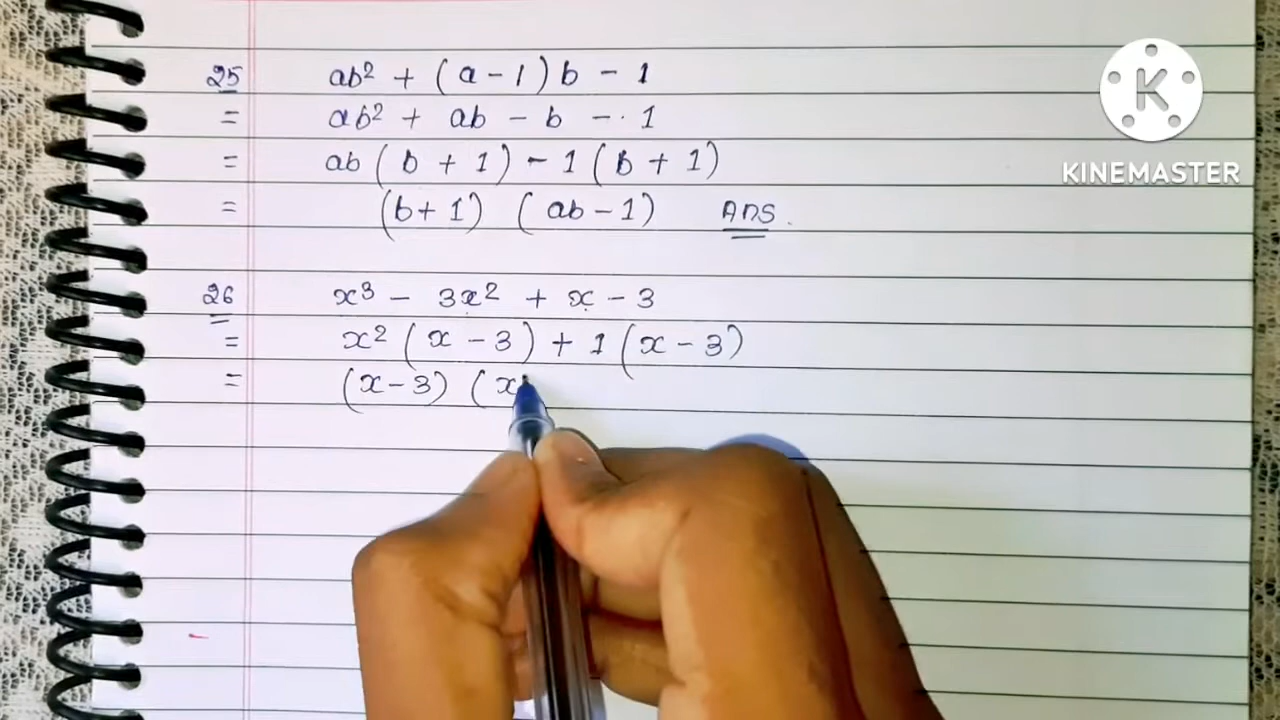 25 ab² + (a - 1) b - 1
= ab² + ab - b - 1
= ab (b + 1) - 1 (b + 1)
= (b + 1) (ab - 1) Ans.
26 x³ - 3x² + x - 3
= x² (x - 3) + 1 (x - 3)
= (x - 3) (x
K
KINEMASTER